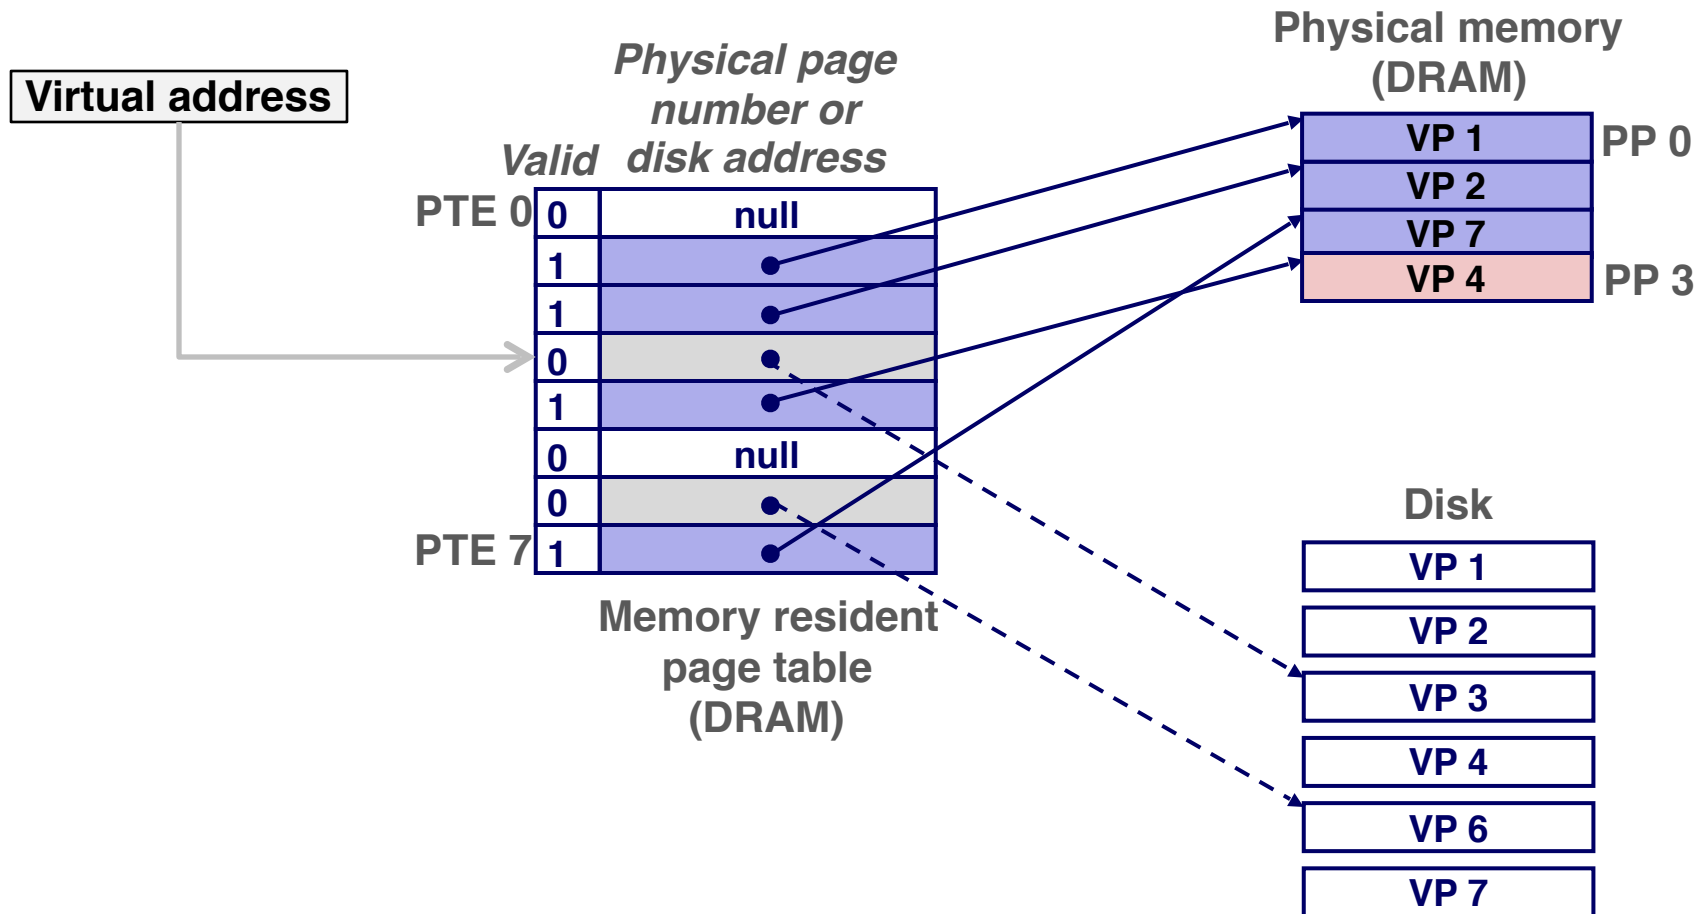 Virtual address
Physical page
number or
disk address
Valid
PTE 0
0
null
1
1
0
1
0
null
0
PTE 7
1
Memory resident
page table
(DRAM)
Physical memory
(DRAM)
VP 1
PP 0
VP 2
VP 7
VP 4
PP 3
Disk
VP 1
VP 2
VP 3
VP 4
VP 6
VP 7